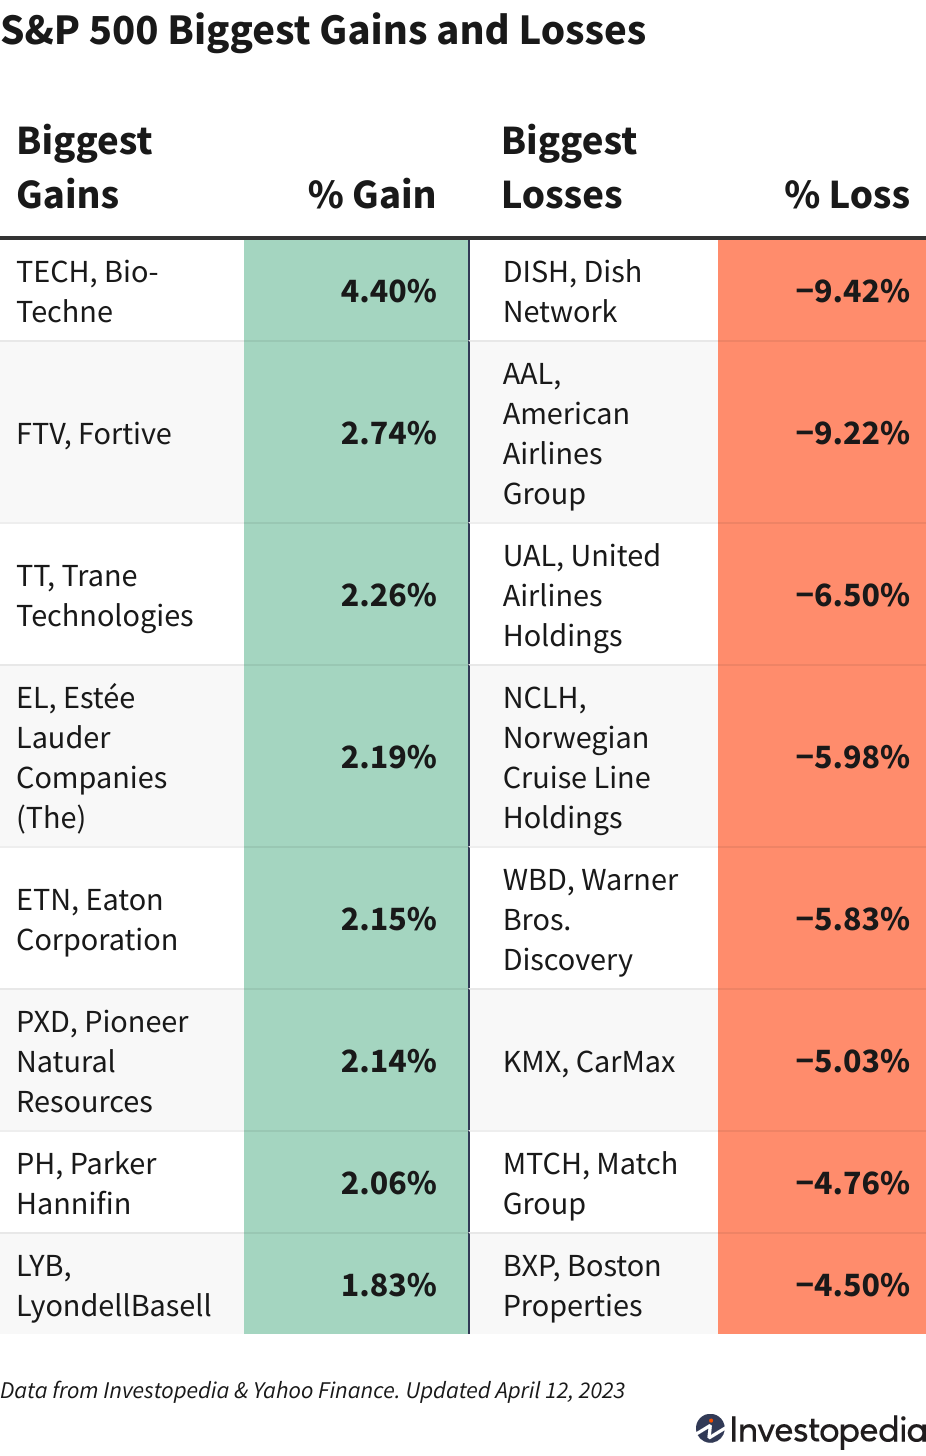 S&P 500 Biggest Gains and Losses
Biggest
Gains
% Gain
Biggest
Losses
% Loss
TECH, Bio-
Techne
4.40%
DISH, Dish
Network
−9.42%
FTV, Fortive
2.74%
AAL,
American
Airlines
Group
−9.22%
TT, Trane
Technologies
2.26%
UAL, United
Airlines
Holdings
−6.50%
EL, Estée
Lauder
Companies
(The)
2.19%
NCLH,
Norwegian
Cruise Line
Holdings
−5.98%
ETN, Eaton
Corporation
2.15%
WBD, Warner
Bros.
Discovery
−5.83%
PXD, Pioneer
Natural
Resources
2.14%
KMX, CarMax
−5.03%
PH, Parker
Hannifin
2.06%
MTCH, Match
Group
−4.76%
LYB,
LyondellBasell
1.83%
BXP, Boston
Properties
−4.50%
Data from Investopedia & Yahoo Finance. Updated April 12, 2023
Investopedia